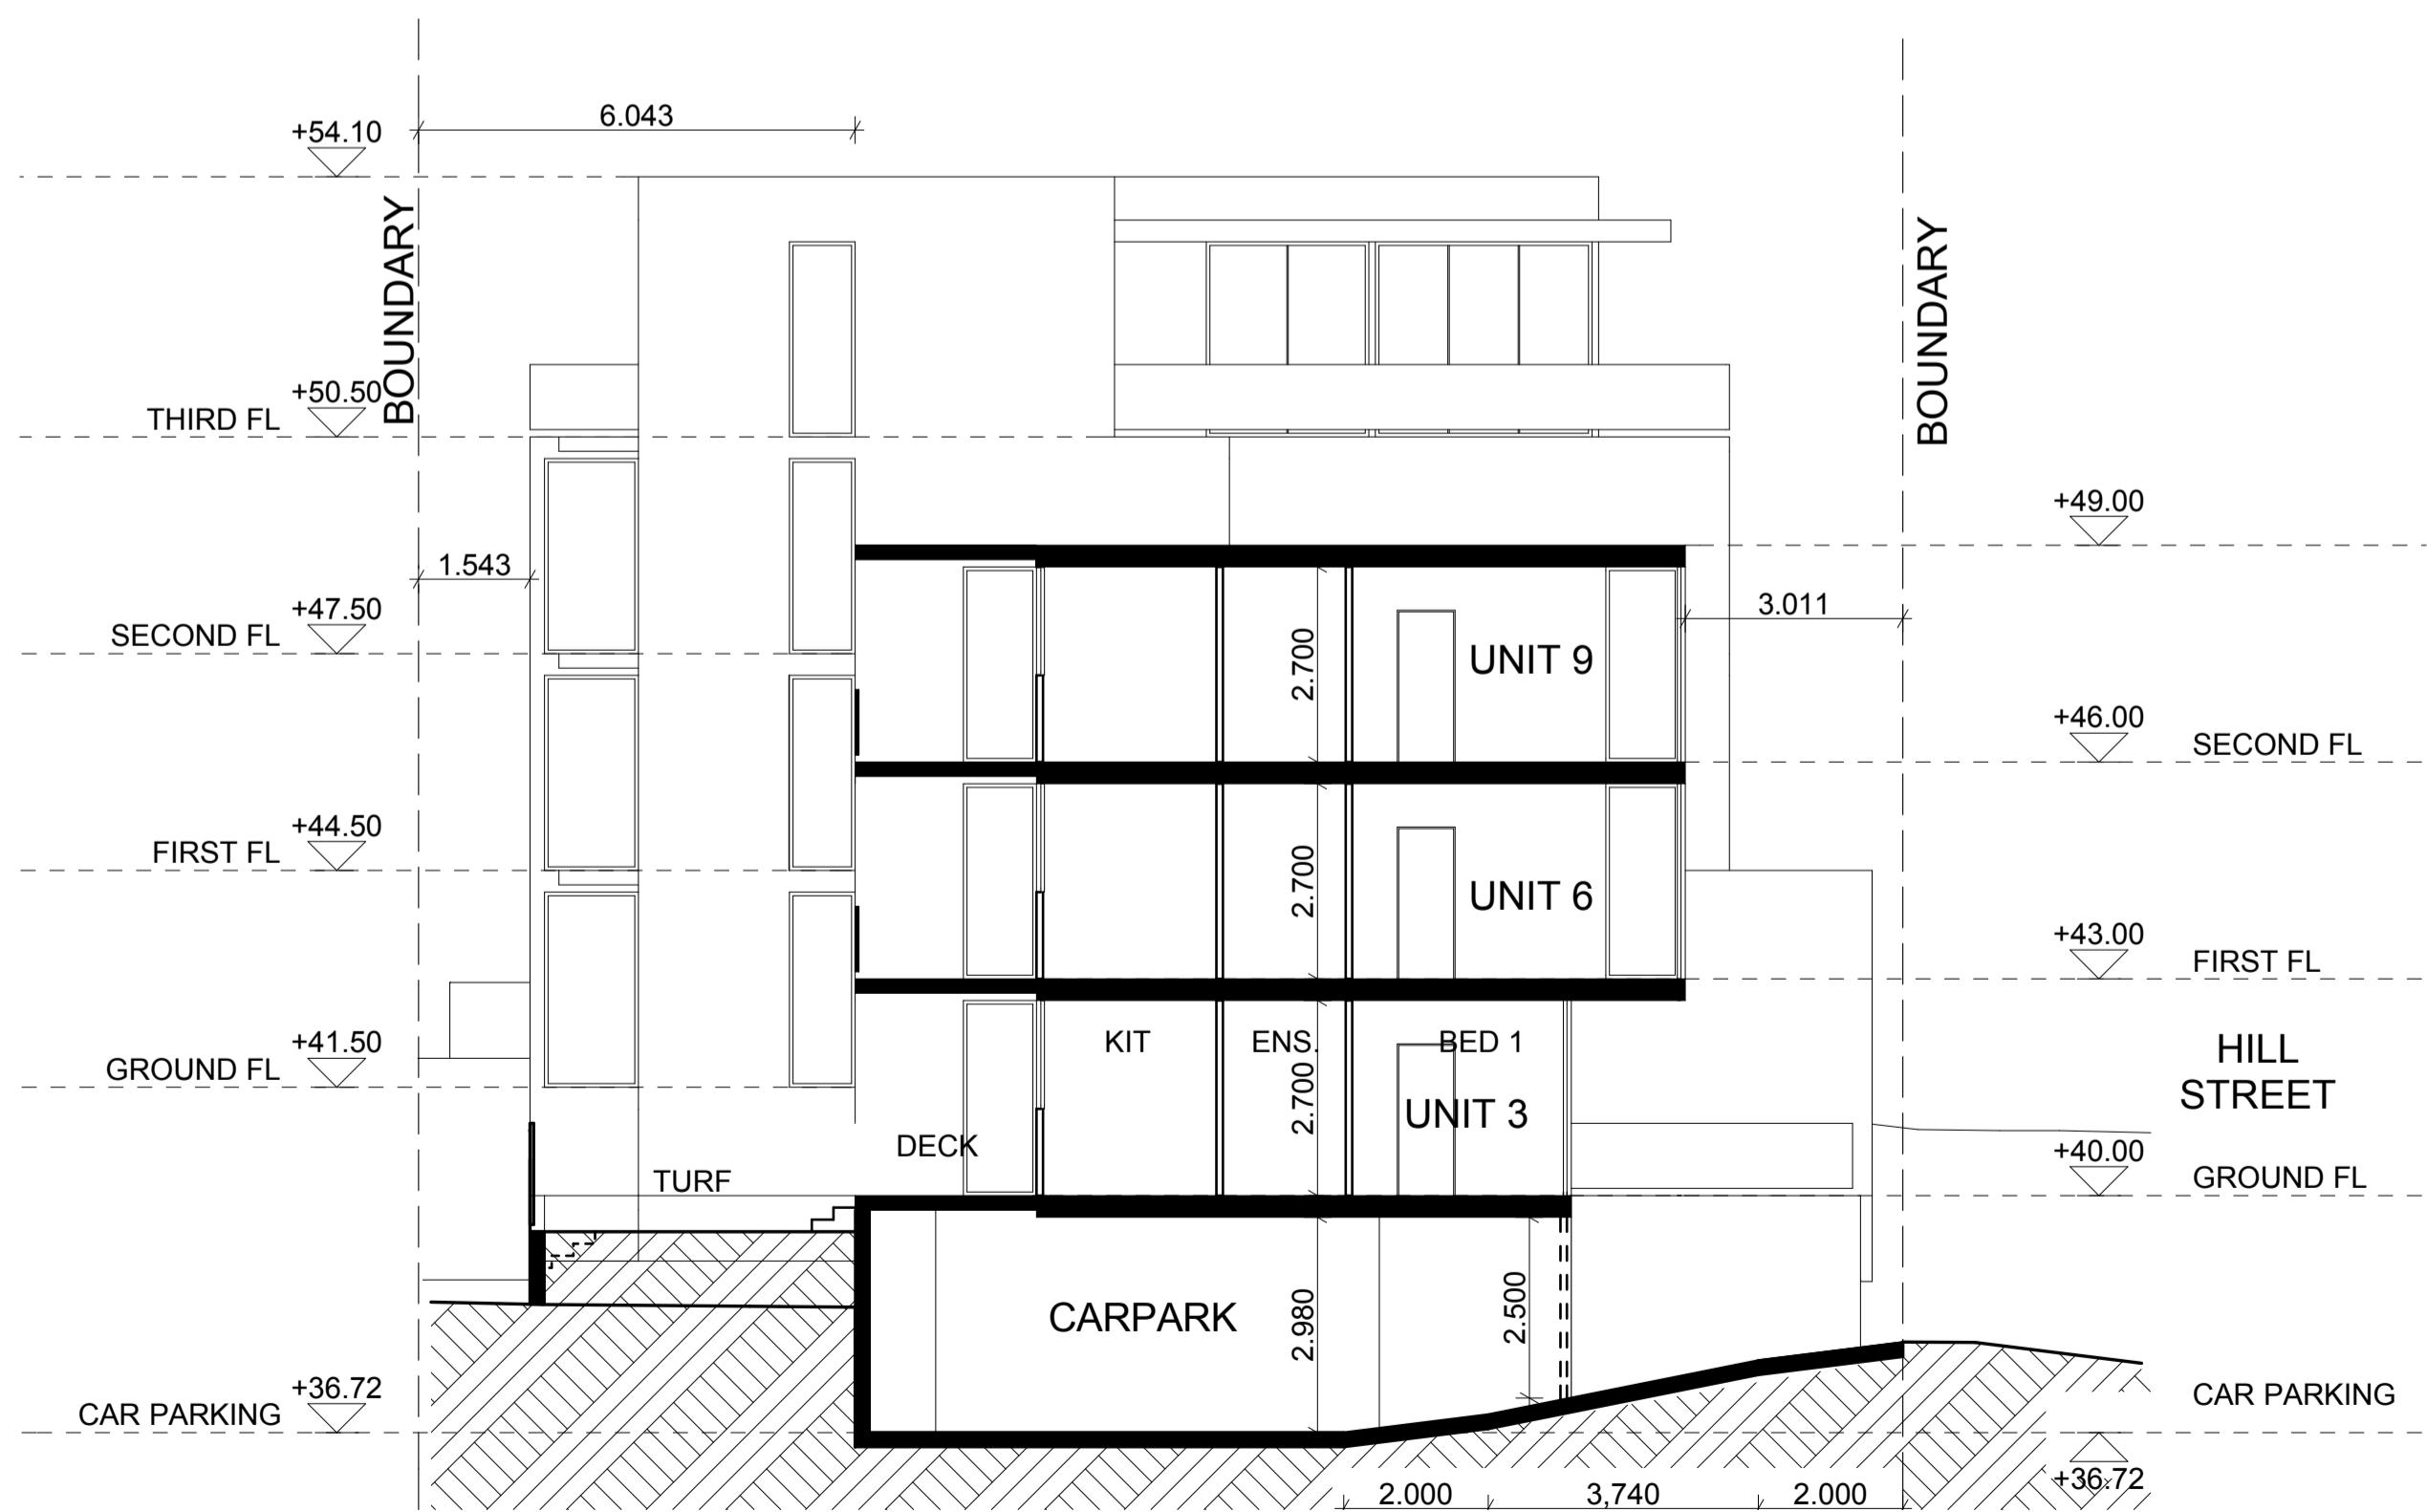 6.043
+54.10
BOUNDARY
BOUNDARY
+50.50
THIRD FL
+49.00
1.543
+47.50
SECOND FL
3.011
2.700
UNIT 9
+46.00
SECOND FL
+44.50
FIRST FL
2.700
UNIT 6
+43.00
FIRST FL
+41.50
GROUND FL
KIT
ENS.
BED 1
HILL
STREET
2.700
UNIT 3
DECK
TURF
+40.00
GROUND FL
CARPARK
2.980
2.500
+36.72
CAR PARKING
CAR PARKING
+36.72
2.000
3,740
2.000